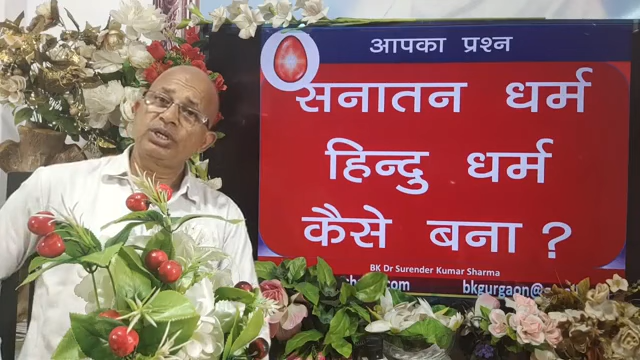 आपका प्रश्न
सनातन धर्म
हिन्दु धर्म
कैसे बना ?
BK Dr Surender Kumar Sharma
bkgurgaon@